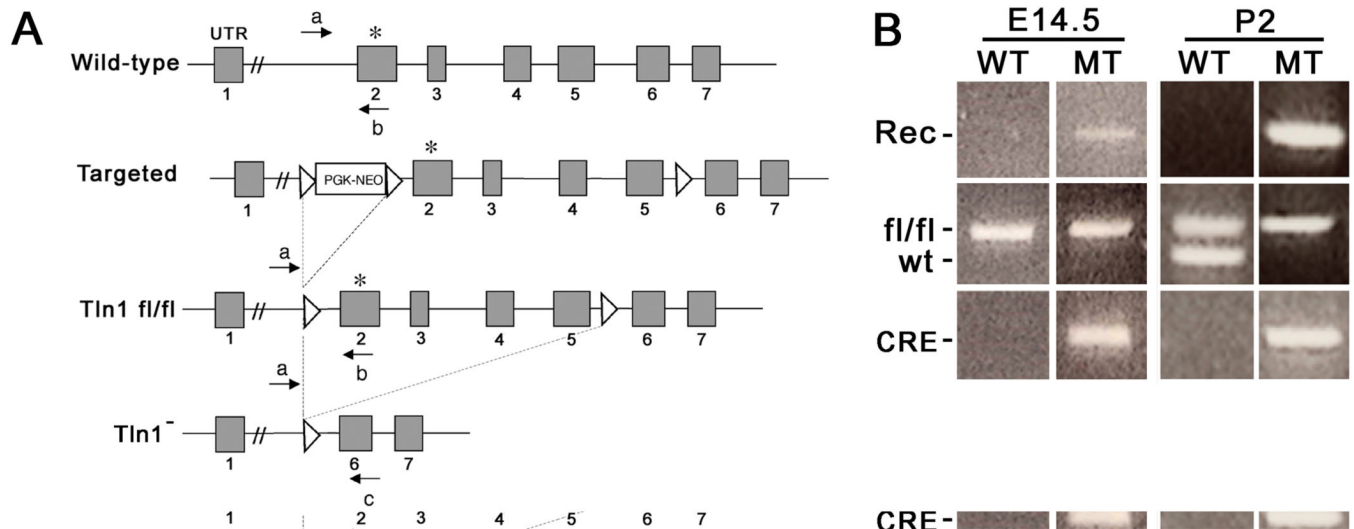 A
UTR
a
*
//
Wild-type
1 2 3 4 5 6 7
b
*
Targeted
//
PGK-NEO
1 2 3 4 5 6 7
a
*
Tln1 fl/fl
//
1 2 3 4 5 6 7
b
a
Tln1⁻
//
1 6 7
c
1 2 3 4 5 6 7
B
E14.5 P2
WT MT WT MT
Rec-
fl/fl-
wt-
CRE-
CRE-